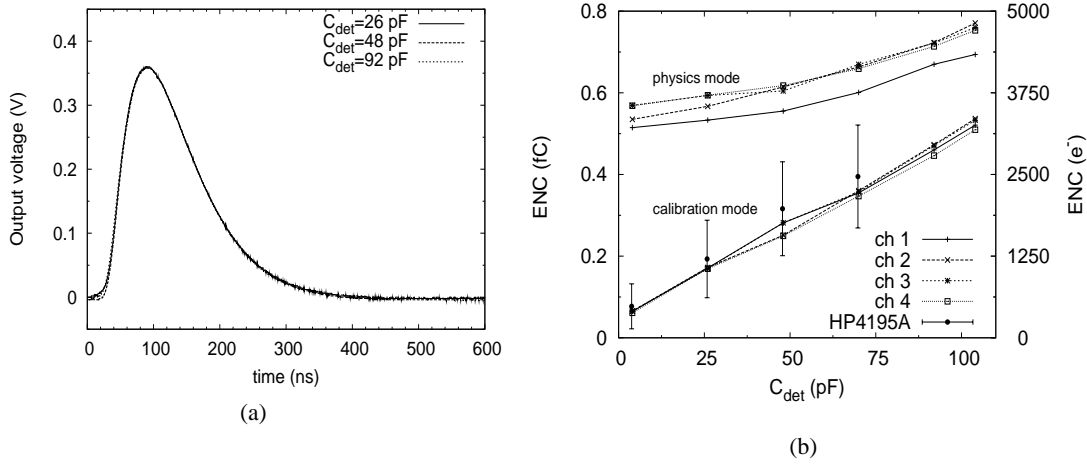 C_det=26 pF
C_det=48 pF
C_det=92 pF
0.4
0.3
0.2
0.1
0
Output voltage (V)
0 100 200 300 400 500 600
time (ns)
(a)
0.8
0.6
0.4
0.2
0
ENC (fC)
physics mode
calibration mode
ch 1
ch 2
ch 3
ch 4
HP4195A
5000
3750
2500
1250
0
ENC (e⁻)
0 25 50 75 100
C_det (pF)
(b)